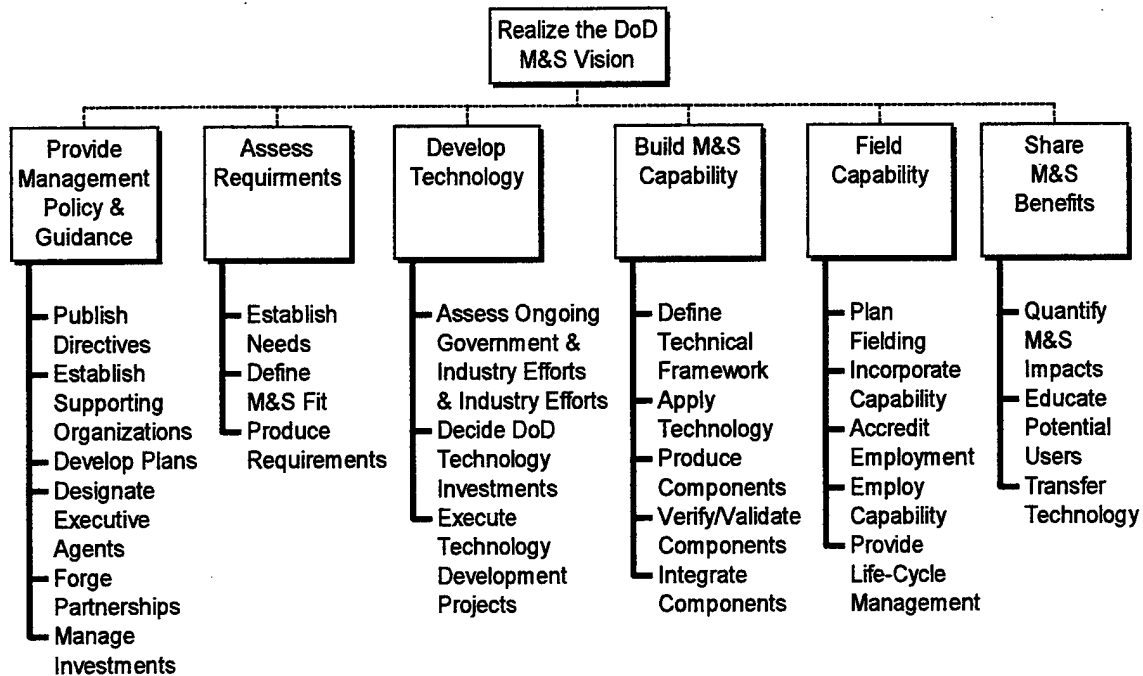 Realize the DoD
M&S Vision
Provide
Management
Policy &
Guidance
Publish
Directives
Establish
Supporting
Organizations
Develop Plans
Designate
Executive
Agents
Forge
Partnerships
Manage
Investments
Assess
Requirments
Establish
Needs
Define
M&S Fit
Produce
Requirements
Develop
Technology
Assess Ongoing
Government &
Industry Efforts
& Industry Efforts
Decide DoD
Technology
Investments
Execute
Technology
Development
Projects
Build M&S
Capability
Define
Technical
Framework
Apply
Technology
Produce
Components
Verify/Validate
Components
Integrate
Components
Field
Capability
Plan
Fielding
Incorporate
Capability
Accredit
Employment
Employ
Capability
Provide
Life-Cycle
Management
Share
M&S
Benefits
Quantify
M&S
Impacts
Educate
Potential
Users
Transfer
Technology